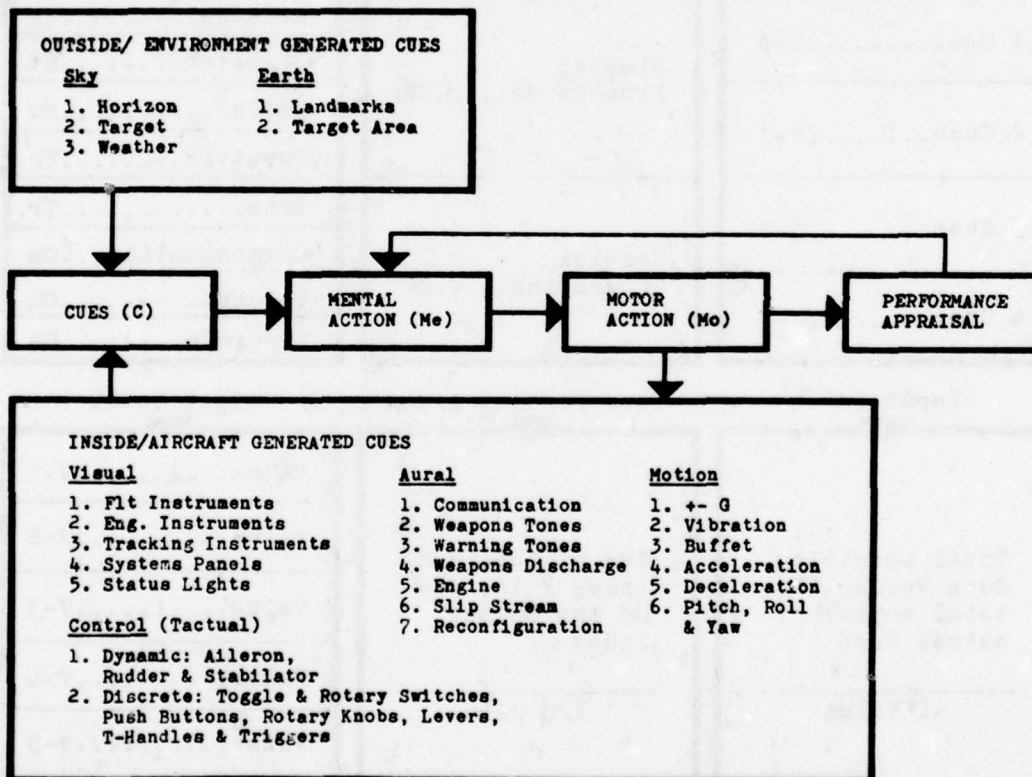 OUTSIDE/ ENVIRONMENT GENERATED CUES
Sky Earth
1. Horizon 1. Landmarks
2. Target 2. Target Area
3. Weather
CUES (C)
MENTAL
ACTION (Me)
MOTOR
ACTION (Mo)
PERFORMANCE
APPRAISAL
INSIDE/AIRCRAFT GENERATED CUES
Visual
1. Flt Instruments
2. Eng. Instruments
3. Tracking Instruments
4. Systems Panels
5. Status Lights
Control (Tactual)
1. Dynamic: Aileron,
Rudder & Stabilator
2. Discrete: Toggle & Rotary Switches,
Push Buttons, Rotary Knobs, Levers,
T-Handles & Triggers
Aural
1. Communication
2. Weapons Tones
3. Warning Tones
4. Weapons Discharge
5. Engine
6. Slip Stream
7. Reconfiguration
Motion
1. +- G
2. Vibration
3. Buffet
4. Acceleration
5. Deceleration
6. Pitch, Roll
& Yaw